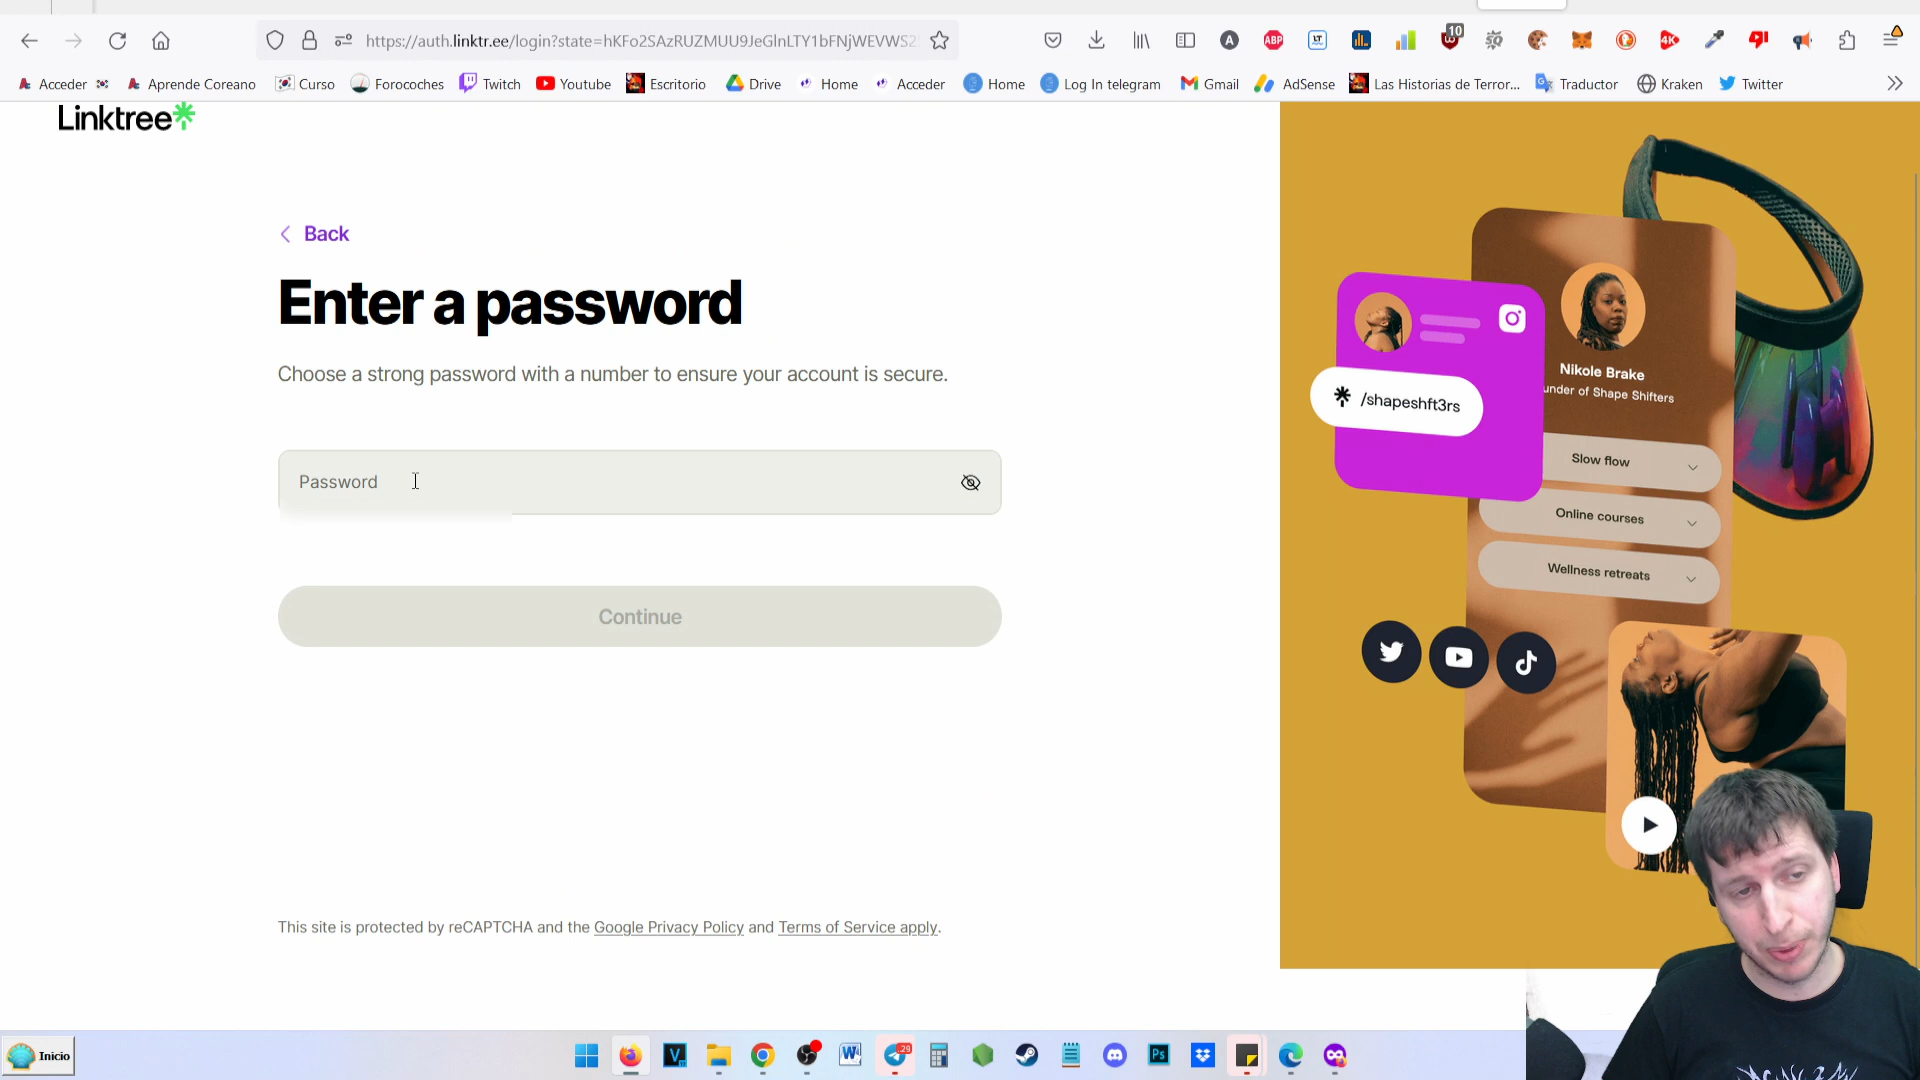 https://auth.linktr.ee/login?state=hKFo2SAzRUZMUU9JeGlnLTY1bFNjWEVWS2
10
Acceder
Aprende Coreano
Curso
Forocoches
Twitch
Youtube
Escritorio
Drive
Home
Acceder
Home
Log In telegram
Gmail
AdSense
Las Historias de Terror...
Traductor
Kraken
Twitter
Linktree
Back
Enter a password
Choose a strong password with a number to ensure your account is secure.
Password
Continue
This site is protected by reCAPTCHA and the Google Privacy Policy and Terms of Service apply.
Nikole Brake
under of Shape Shifters
/shapeshft3rs
Slow flow
Online courses
Wellness retreats
Inicio
29